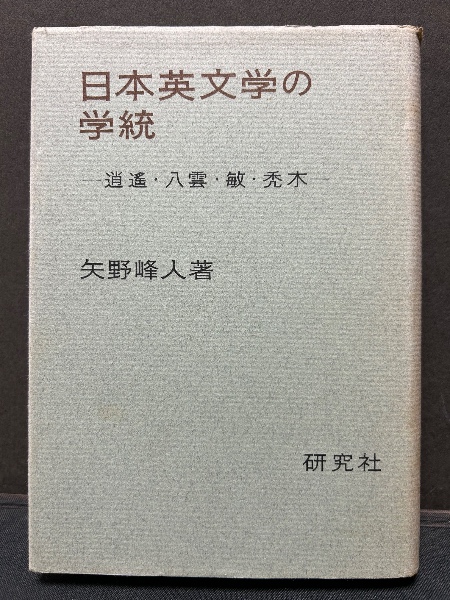 日本英文学の
学統
—逍遙・八雲・敏・禿木—
矢野峰人著
研究社